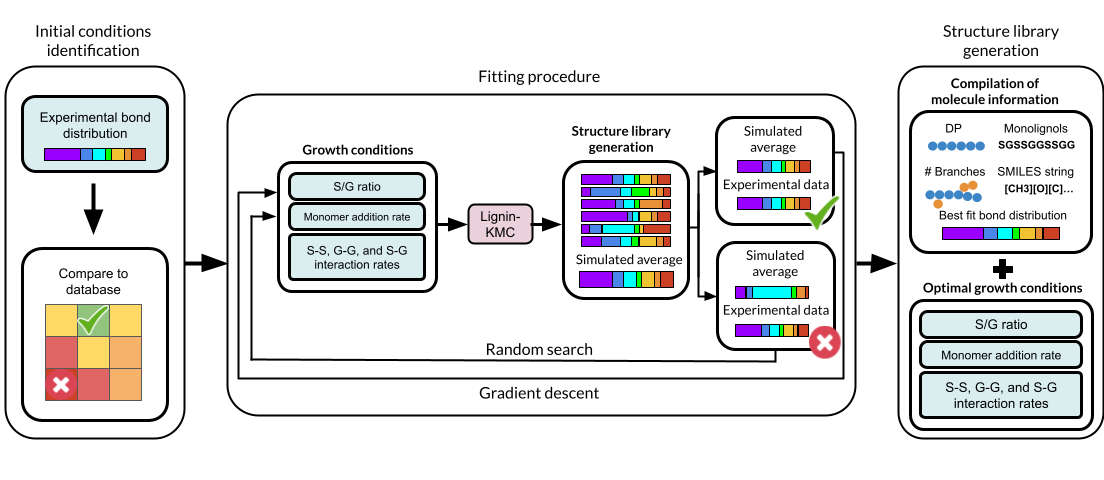 Initial conditions
identification
Experimental bond
distribution
Compare to
database
Fitting procedure
Growth conditions
S/G ratio
Monomer addition rate
S-S, G-G, and S-G
interaction rates
Lignin-
KMC
Structure library
generation
Simulated average
Simulated
average
Experimental data
Simulated
average
Experimental data
Random search
Gradient descent
Structure library
generation
Compilation of
molecule information
DP
Monolignols
SGSSGGSSGG
# Branches
SMILES string
[CH3][O][C]...
Best fit bond distribution
Optimal growth conditions
S/G ratio
Monomer addition rate
S-S, G-G, and S-G
interaction rates